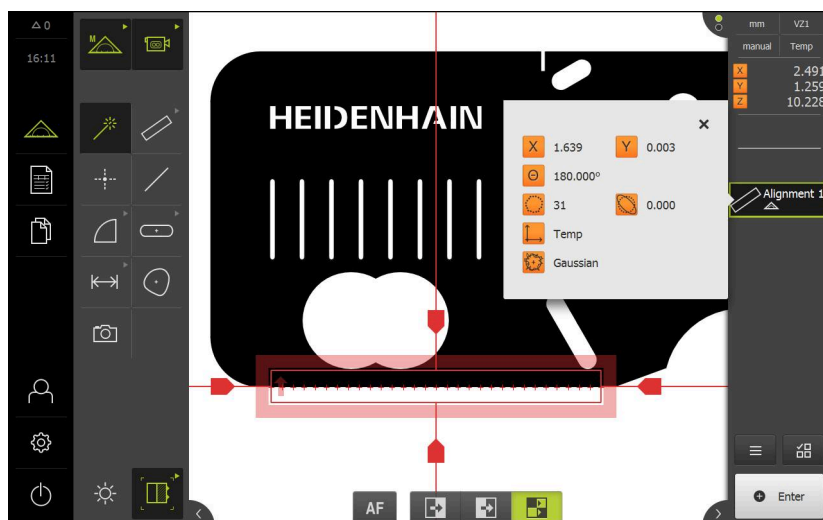 △ 0
16:11
M
HEIDENHAIN
X 1.639 Y 0.003
Θ 180.000°
31 0.000
Temp
Gaussian
mm VZ1
manual Temp
X 2.491
Y 1.259
Z 10.228
Alignment 1
AF
Enter